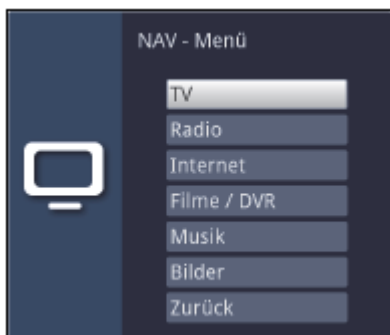 NAV - Menü
TV
Radio
Internet
Filme / DVR
Musik
Bilder
Zurück